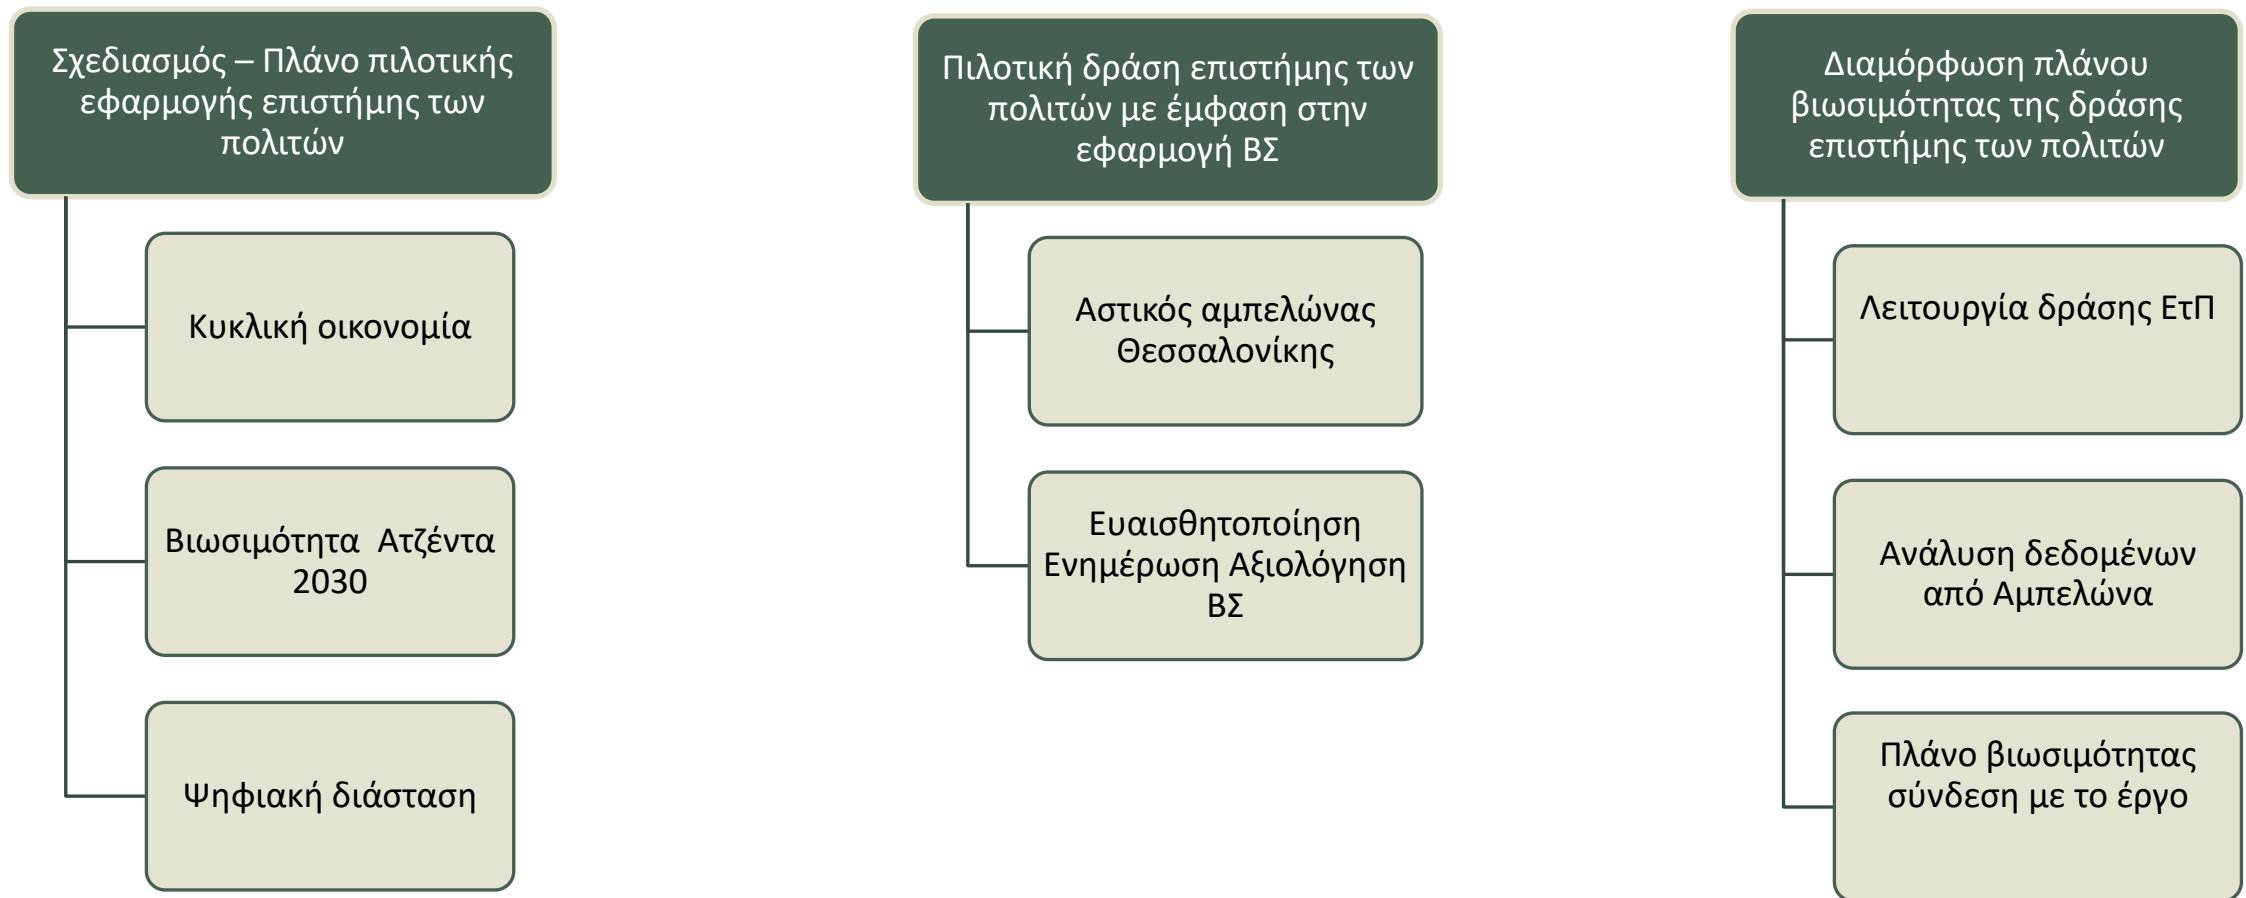 Σχεδιασμός – Πλάνο πιλοτικής
εφαρμογής επιστήμης των
πολιτών
Κυκλική οικονομία
Βιωσιμότητα  Ατζέντα
2030
Ψηφιακή διάσταση
Πιλοτική δράση επιστήμης των
πολιτών με έμφαση στην
εφαρμογή ΒΣ
Αστικός αμπελώνας
Θεσσαλονίκης
Ευαισθητοποίηση
Ενημέρωση Αξιολόγηση
ΒΣ
Διαμόρφωση πλάνου
βιωσιμότητας της δράσης
επιστήμης των πολιτών
Λειτουργία δράσης ΕτΠ
Ανάλυση δεδομένων
από Αμπελώνα
Πλάνο βιωσιμότητας
σύνδεση με το έργο